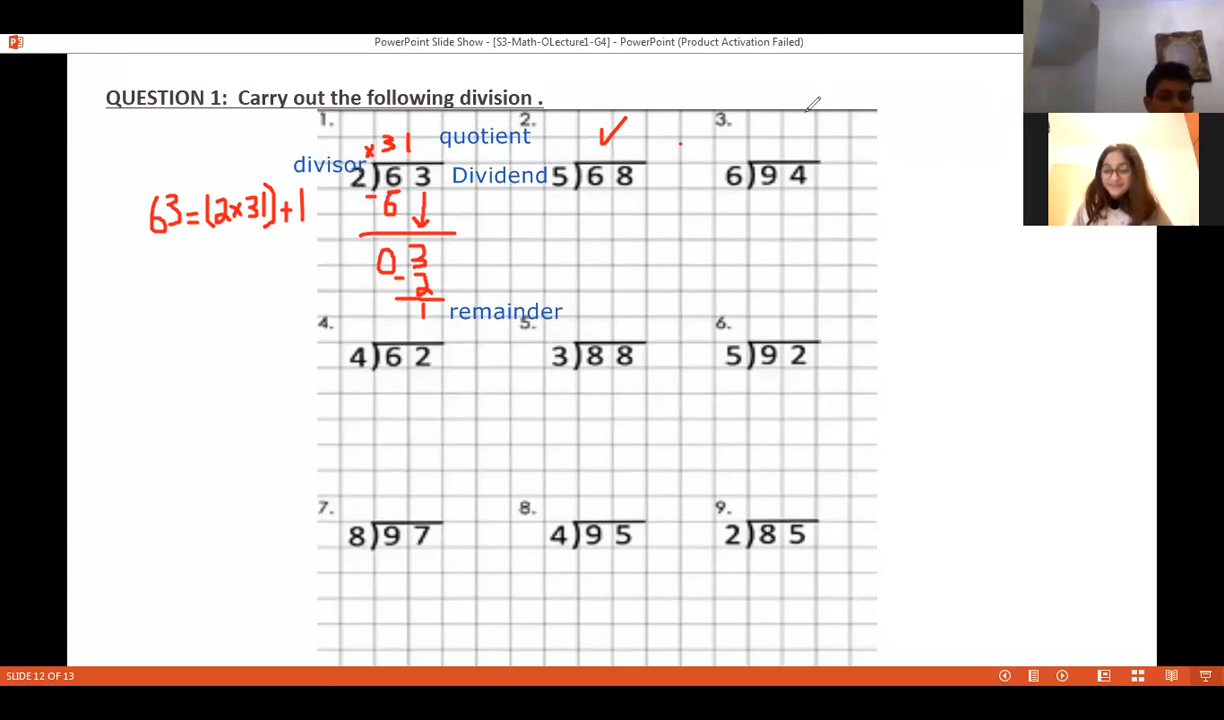 PowerPoint Slide Show - [S3-Math-OLecture1-G4] - PowerPoint (Product Activation Failed)
QUESTION 1: Carry out the following division .
1.
2.
3.
x 3 1
quotient
✓
divisor
2)63
Dividend
5)68
6)94
-6
63=(2x31)+1
03
-2
1
remainder
4.
5.
6.
4)62
3)88
5)92
7.
8.
9.
8)97
4)95
2)85
SLIDE 12 OF 13